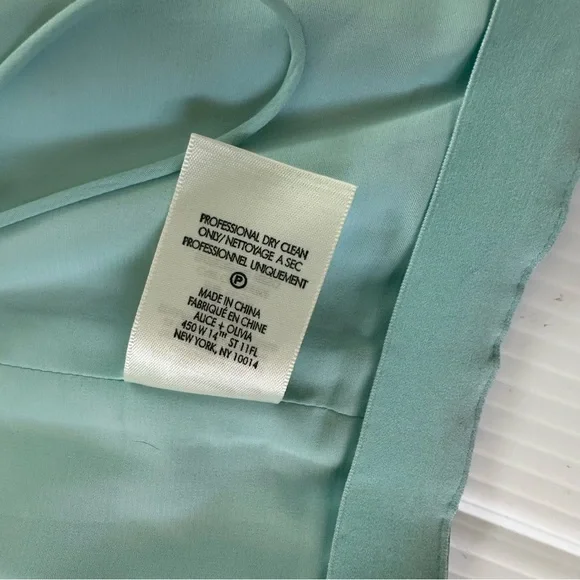 PROFESSIONAL DRY CLEAN
ONLY/ NETTOYAGE A SEC
PROFESSIONNEL UNIQUEMENT
P
MADE IN CHINA
FABRIQUÉ EN CHINE
ALICE + OLIVIA
450 W 14TH ST 11FL
NEW YORK, NY 10014